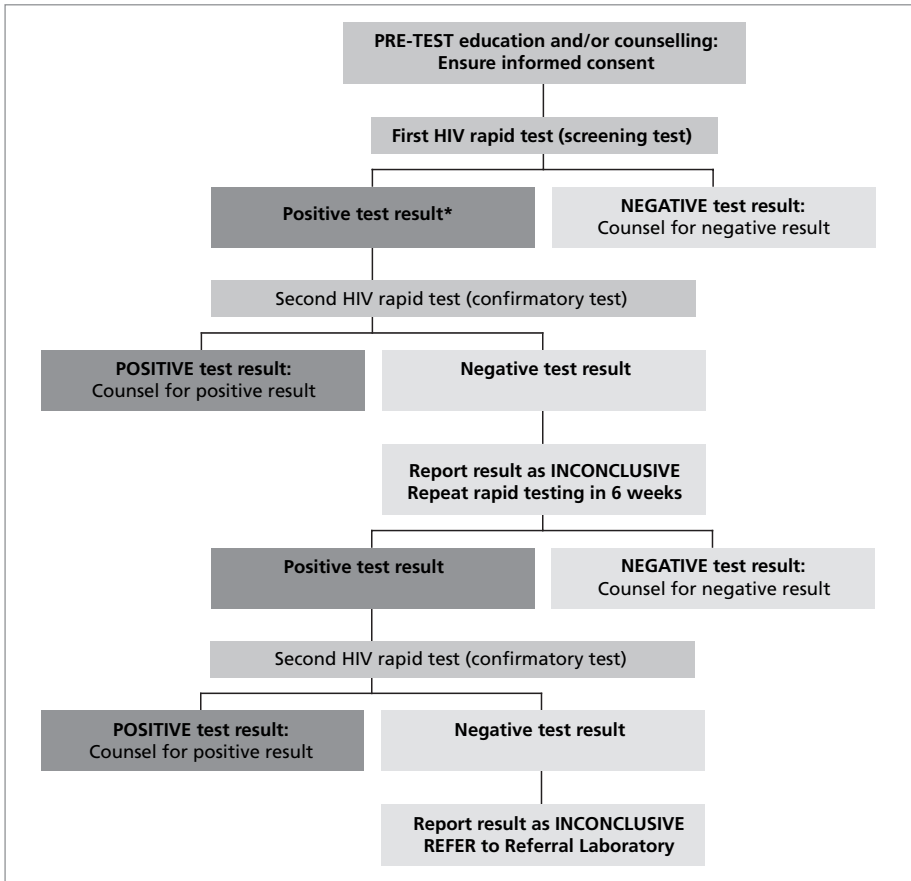 PRE-TEST education and/or counselling:
Ensure informed consent
First HIV rapid test (screening test)
Positive test result*
NEGATIVE test result:
Counsel for negative result
Second HIV rapid test (confirmatory test)
POSITIVE test result:
Counsel for positive result
Negative test result
Report result as INCONCLUSIVE
Repeat rapid testing in 6 weeks
Positive test result
NEGATIVE test result:
Counsel for negative result
Second HIV rapid test (confirmatory test)
POSITIVE test result:
Counsel for positive result
Negative test result
Report result as INCONCLUSIVE
REFER to Referral Laboratory